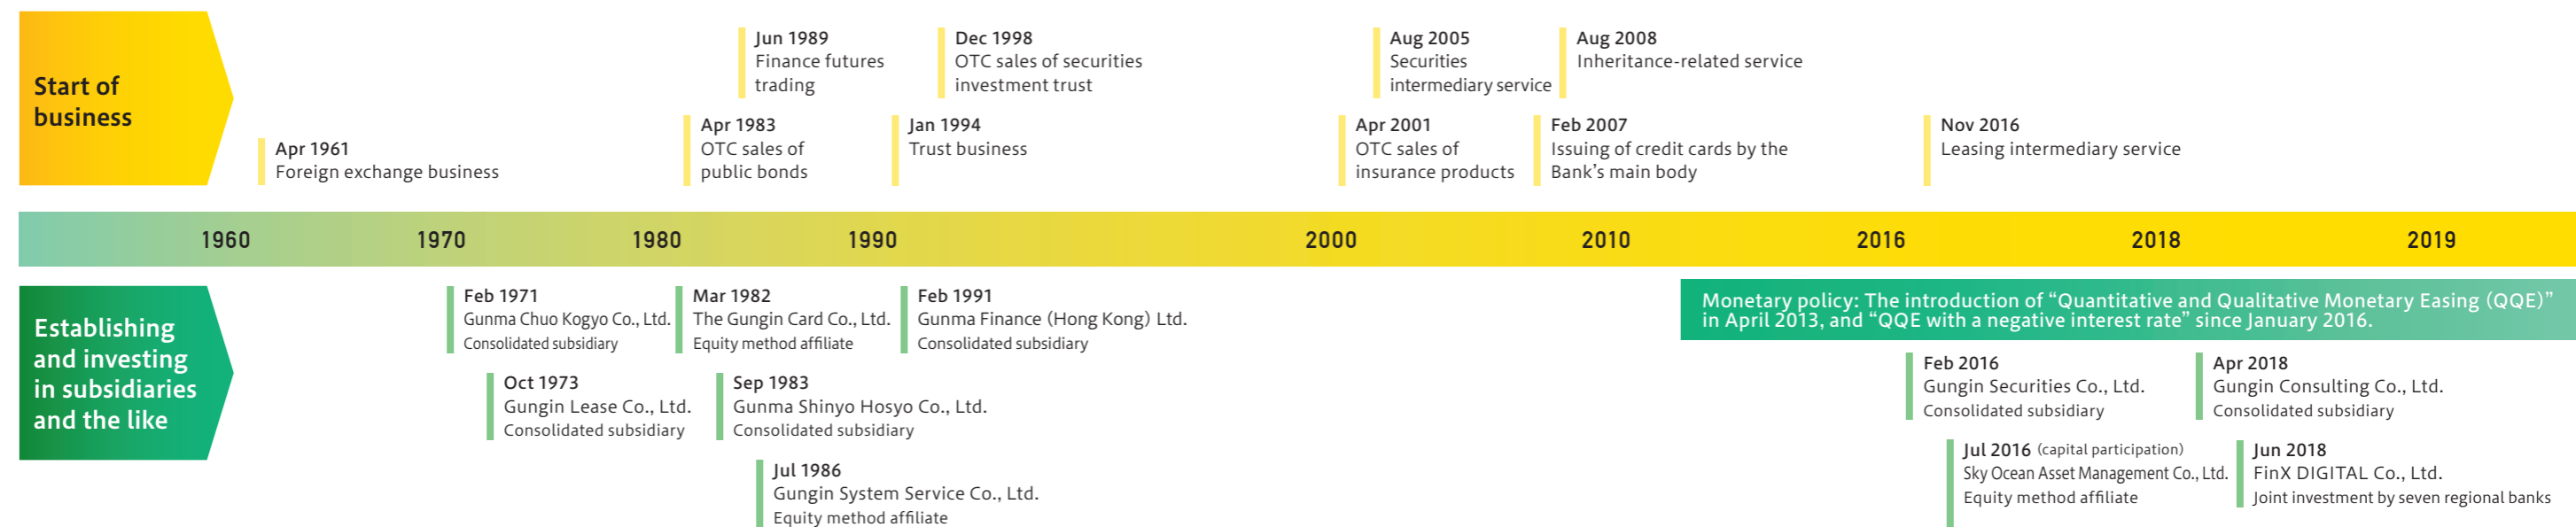 Start of
business
Jun 1989
Finance futures
trading
Dec 1998
OTC sales of securities
investment trust
Aug 2005
Securities
intermediary service
Aug 2008
Inheritance-related service
Apr 1961
Foreign exchange business
Apr 1983
OTC sales of
public bonds
Jan 1994
Trust business
Apr 2001
OTC sales of
insurance products
Feb 2007
Issuing of credit cards by the
Bank’s main body
Nov 2016
Leasing intermediary service
1960 1970 1980 1990 2000 2010 2016 2018 2019
Establishing
and investing
in subsidiaries
and the like
Feb 1971
Gunma Chuo Kogyo Co., Ltd.
Consolidated subsidiary
Mar 1982
The Gungin Card Co., Ltd.
Equity method affiliate
Feb 1991
Gunma Finance (Hong Kong) Ltd.
Consolidated subsidiary
Monetary policy: The introduction of “Quantitative and Qualitative Monetary Easing (QQE)”
in April 2013, and “QQE with a negative interest rate” since January 2016.
Oct 1973
Gungin Lease Co., Ltd.
Consolidated subsidiary
Sep 1983
Gunma Shinyo Hosyo Co., Ltd.
Consolidated subsidiary
Feb 2016
Gungin Securities Co., Ltd.
Consolidated subsidiary
Apr 2018
Gungin Consulting Co., Ltd.
Consolidated subsidiary
Jul 1986
Gungin System Service Co., Ltd.
Equity method affiliate
Jul 2016 (capital participation)
Sky Ocean Asset Management Co., Ltd.
Equity method affiliate
Jun 2018
FinX DIGITAL Co., Ltd.
Joint investment by seven regional banks